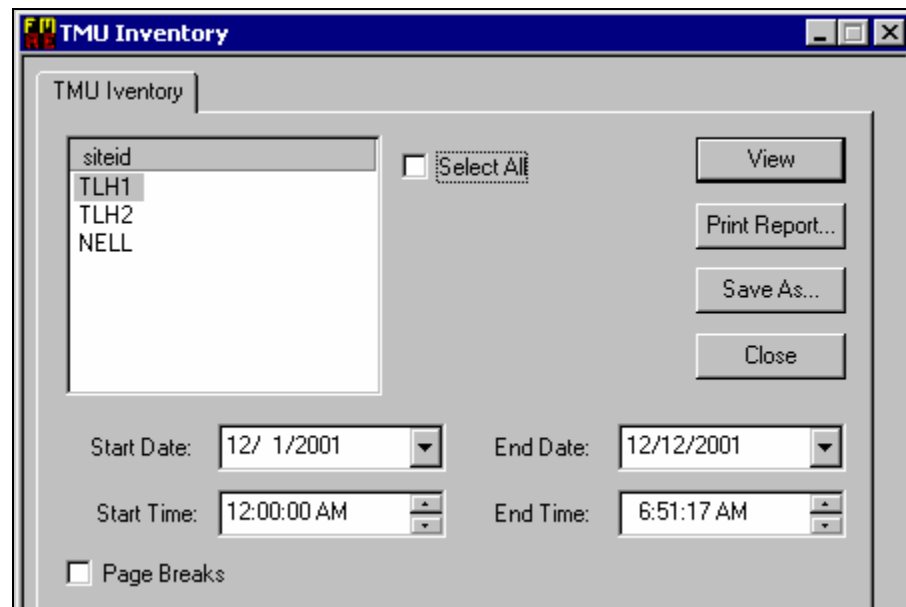 FMRE TMU Inventory
TMU Iventory
siteid
TLH1
TLH2
NELL
Select All
View
Print Report...
Save As...
Close
Start Date: 12/ 1/2001 End Date: 12/12/2001
Start Time: 12:00:00 AM End Time: 6:51:17 AM
Page Breaks